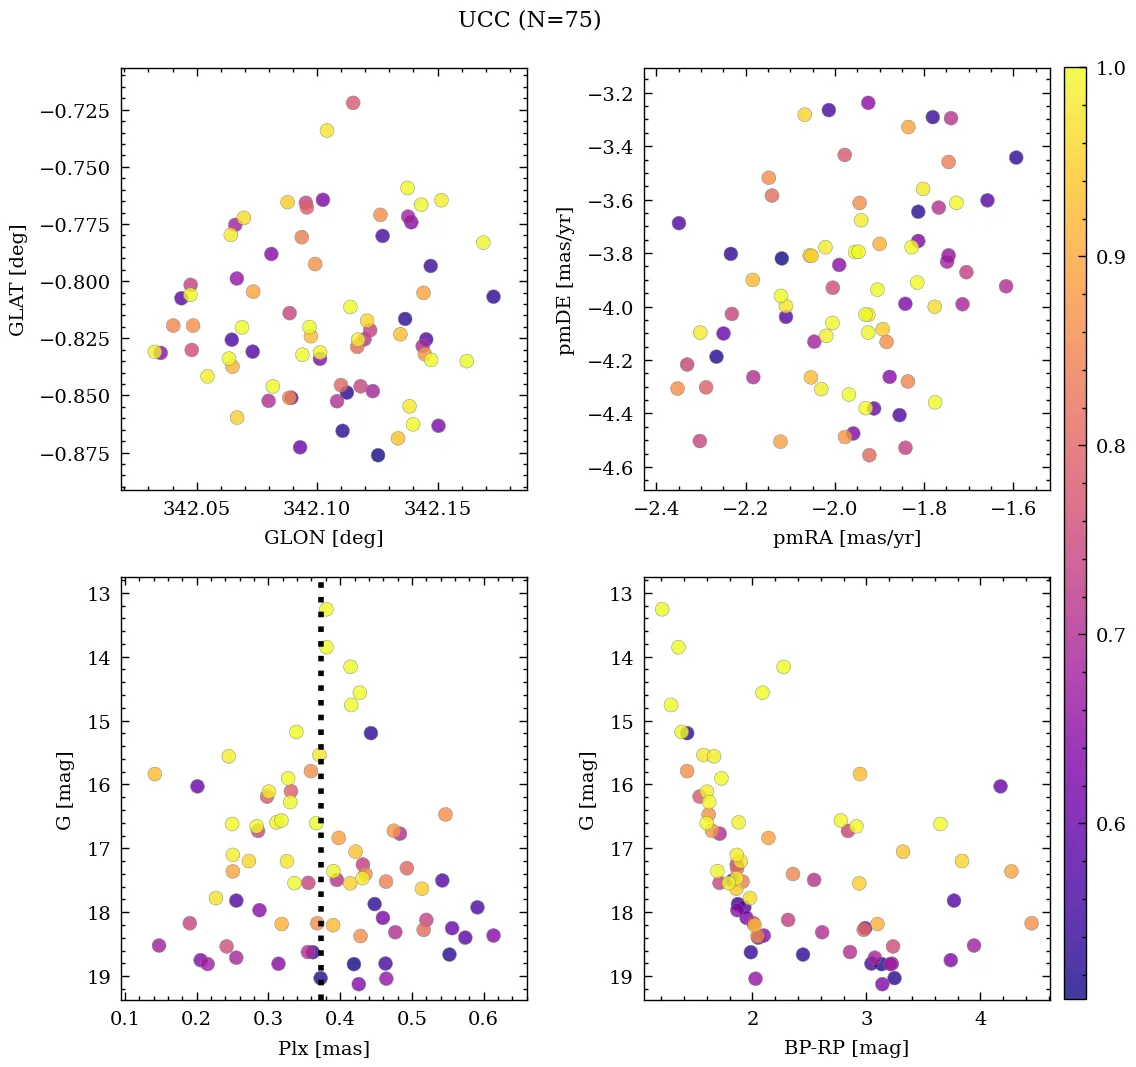 UCC (N=75)
−0.725
−0.750
−0.775
−0.800
−0.825
−0.850
−0.875
GLAT [deg]
342.05 342.10 342.15
GLON [deg]
−3.2
−3.4
−3.6
−3.8
−4.0
−4.2
−4.4
−4.6
pmDE [mas/yr]
−2.4 −2.2 −2.0 −1.8 −1.6
pmRA [mas/yr]
1.0
0.9
0.8
0.7
0.6
13
14
15
16
17
18
19
G [mag]
0.1 0.2 0.3 0.4 0.5 0.6
Plx [mas]
13
14
15
16
17
18
19
G [mag]
2 3 4
BP-RP [mag]